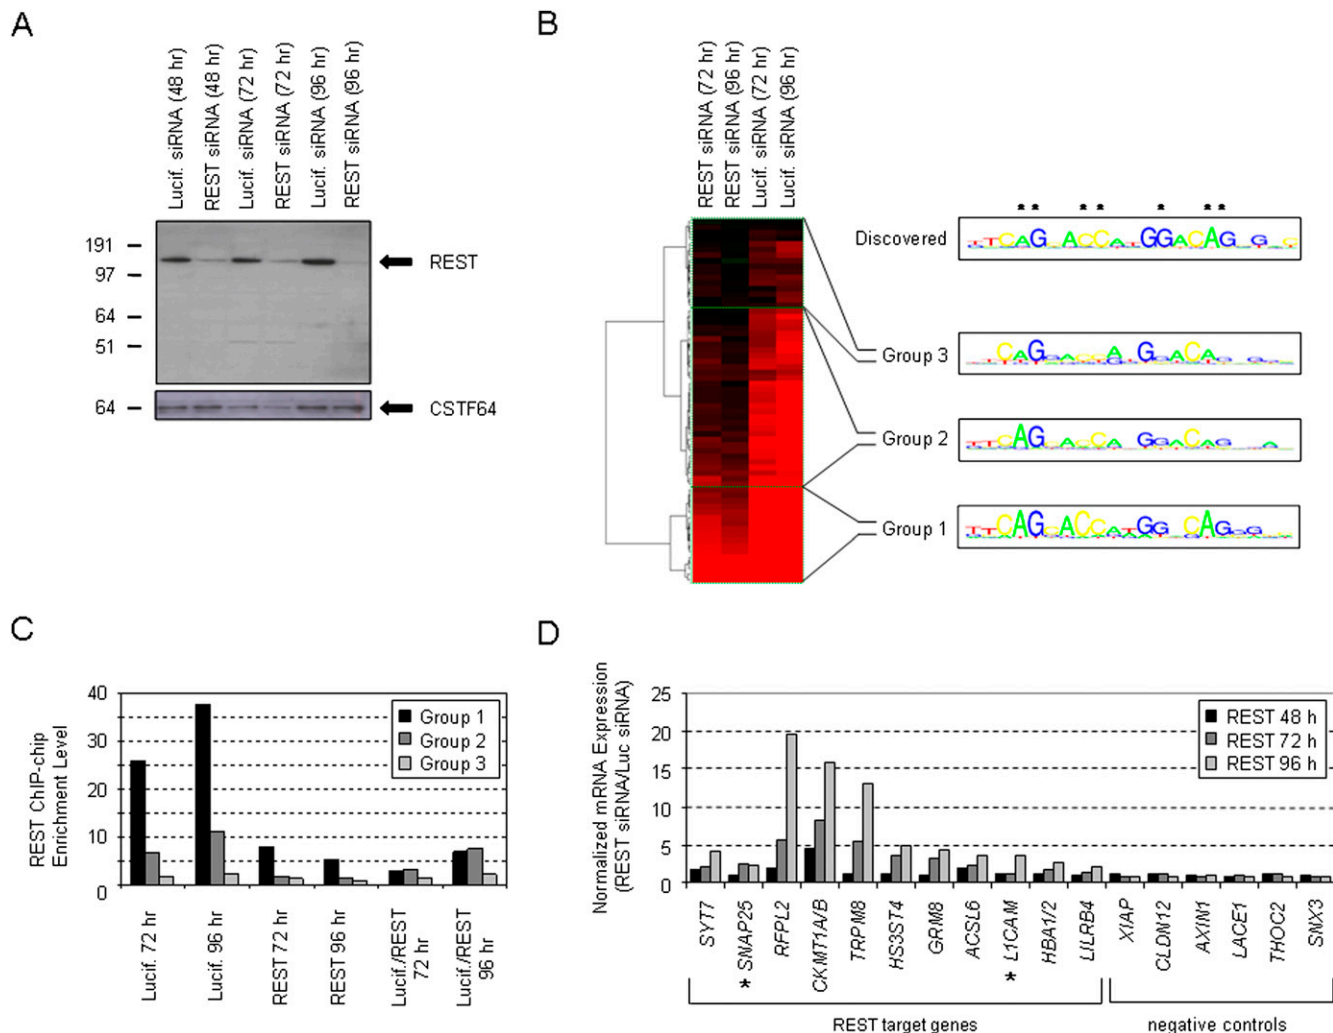 A
Lucif. siRNA (48 hr)
REST siRNA (48 hr)
Lucif. siRNA (72 hr)
REST siRNA (72 hr)
Lucif. siRNA (96 hr)
REST siRNA (96 hr)
191
97
64
51
REST
64
CSTF64
B
REST siRNA (72 hr)
REST siRNA (96 hr)
Lucif. siRNA (72 hr)
Lucif. siRNA (96 hr)
* * * * * * *
Discovered
Group 3
Group 2
Group 1
C
REST ChIP-chip
Enrichment Level
40
30
20
10
0
Group 1
Group 2
Group 3
Lucif. 72 hr
Lucif. 96 hr
REST 72 hr
REST 96 hr
Lucif./REST
72 hr
Lucif./REST
96 hr
D
Normalized mRNA Expression
(REST siRNA/Luc siRNA)
25
20
15
10
5
0
REST 48 h
REST 72 h
REST 96 h
SYT7
* SNAP25
RFPL2
CKMT1A/B
TRPM8
HS3ST4
GRM8
ACSL6
* L1CAM
HBA1/2
LILRB4
XIAP
CLDN12
AXIN1
LACE1
THOC2
SNX3
REST target genes
negative controls